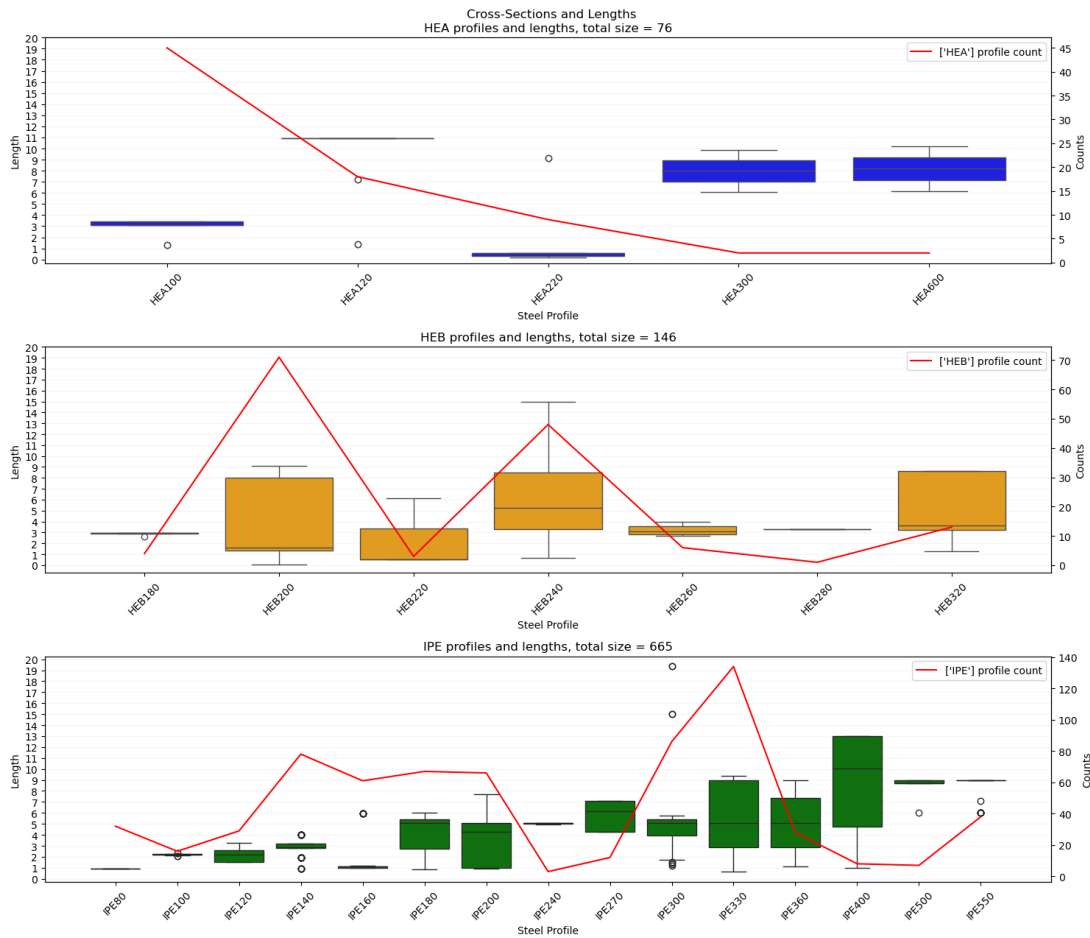 Cross-Sections and Lengths
HEA profiles and lengths, total size = 76
20
19
18
17
16
15
14
13
12
11
10
9
8
7
6
5
4
3
2
1
0
Length
['HEA'] profile count
45
40
35
30
25
20
15
10
5
0
Counts
HEA100
HEA120
HEA220
HEA300
HEA600
Steel Profile
HEB profiles and lengths, total size = 146
20
19
18
17
16
15
14
13
12
11
10
9
8
7
6
5
4
3
2
1
0
Length
['HEB'] profile count
70
60
50
40
30
20
10
0
Counts
HEB180
HEB200
HEB220
HEB240
HEB260
HEB280
HEB320
Steel Profile
IPE profiles and lengths, total size = 665
20
19
18
17
16
15
14
13
12
11
10
9
8
7
6
5
4
3
2
1
0
Length
['IPE'] profile count
140
120
100
80
60
40
20
0
Counts
IPE80
IPE100
IPE120
IPE140
IPE160
IPE180
IPE200
IPE240
IPE270
IPE300
IPE330
IPE360
IPE400
IPE500
IPE550
Steel Profile